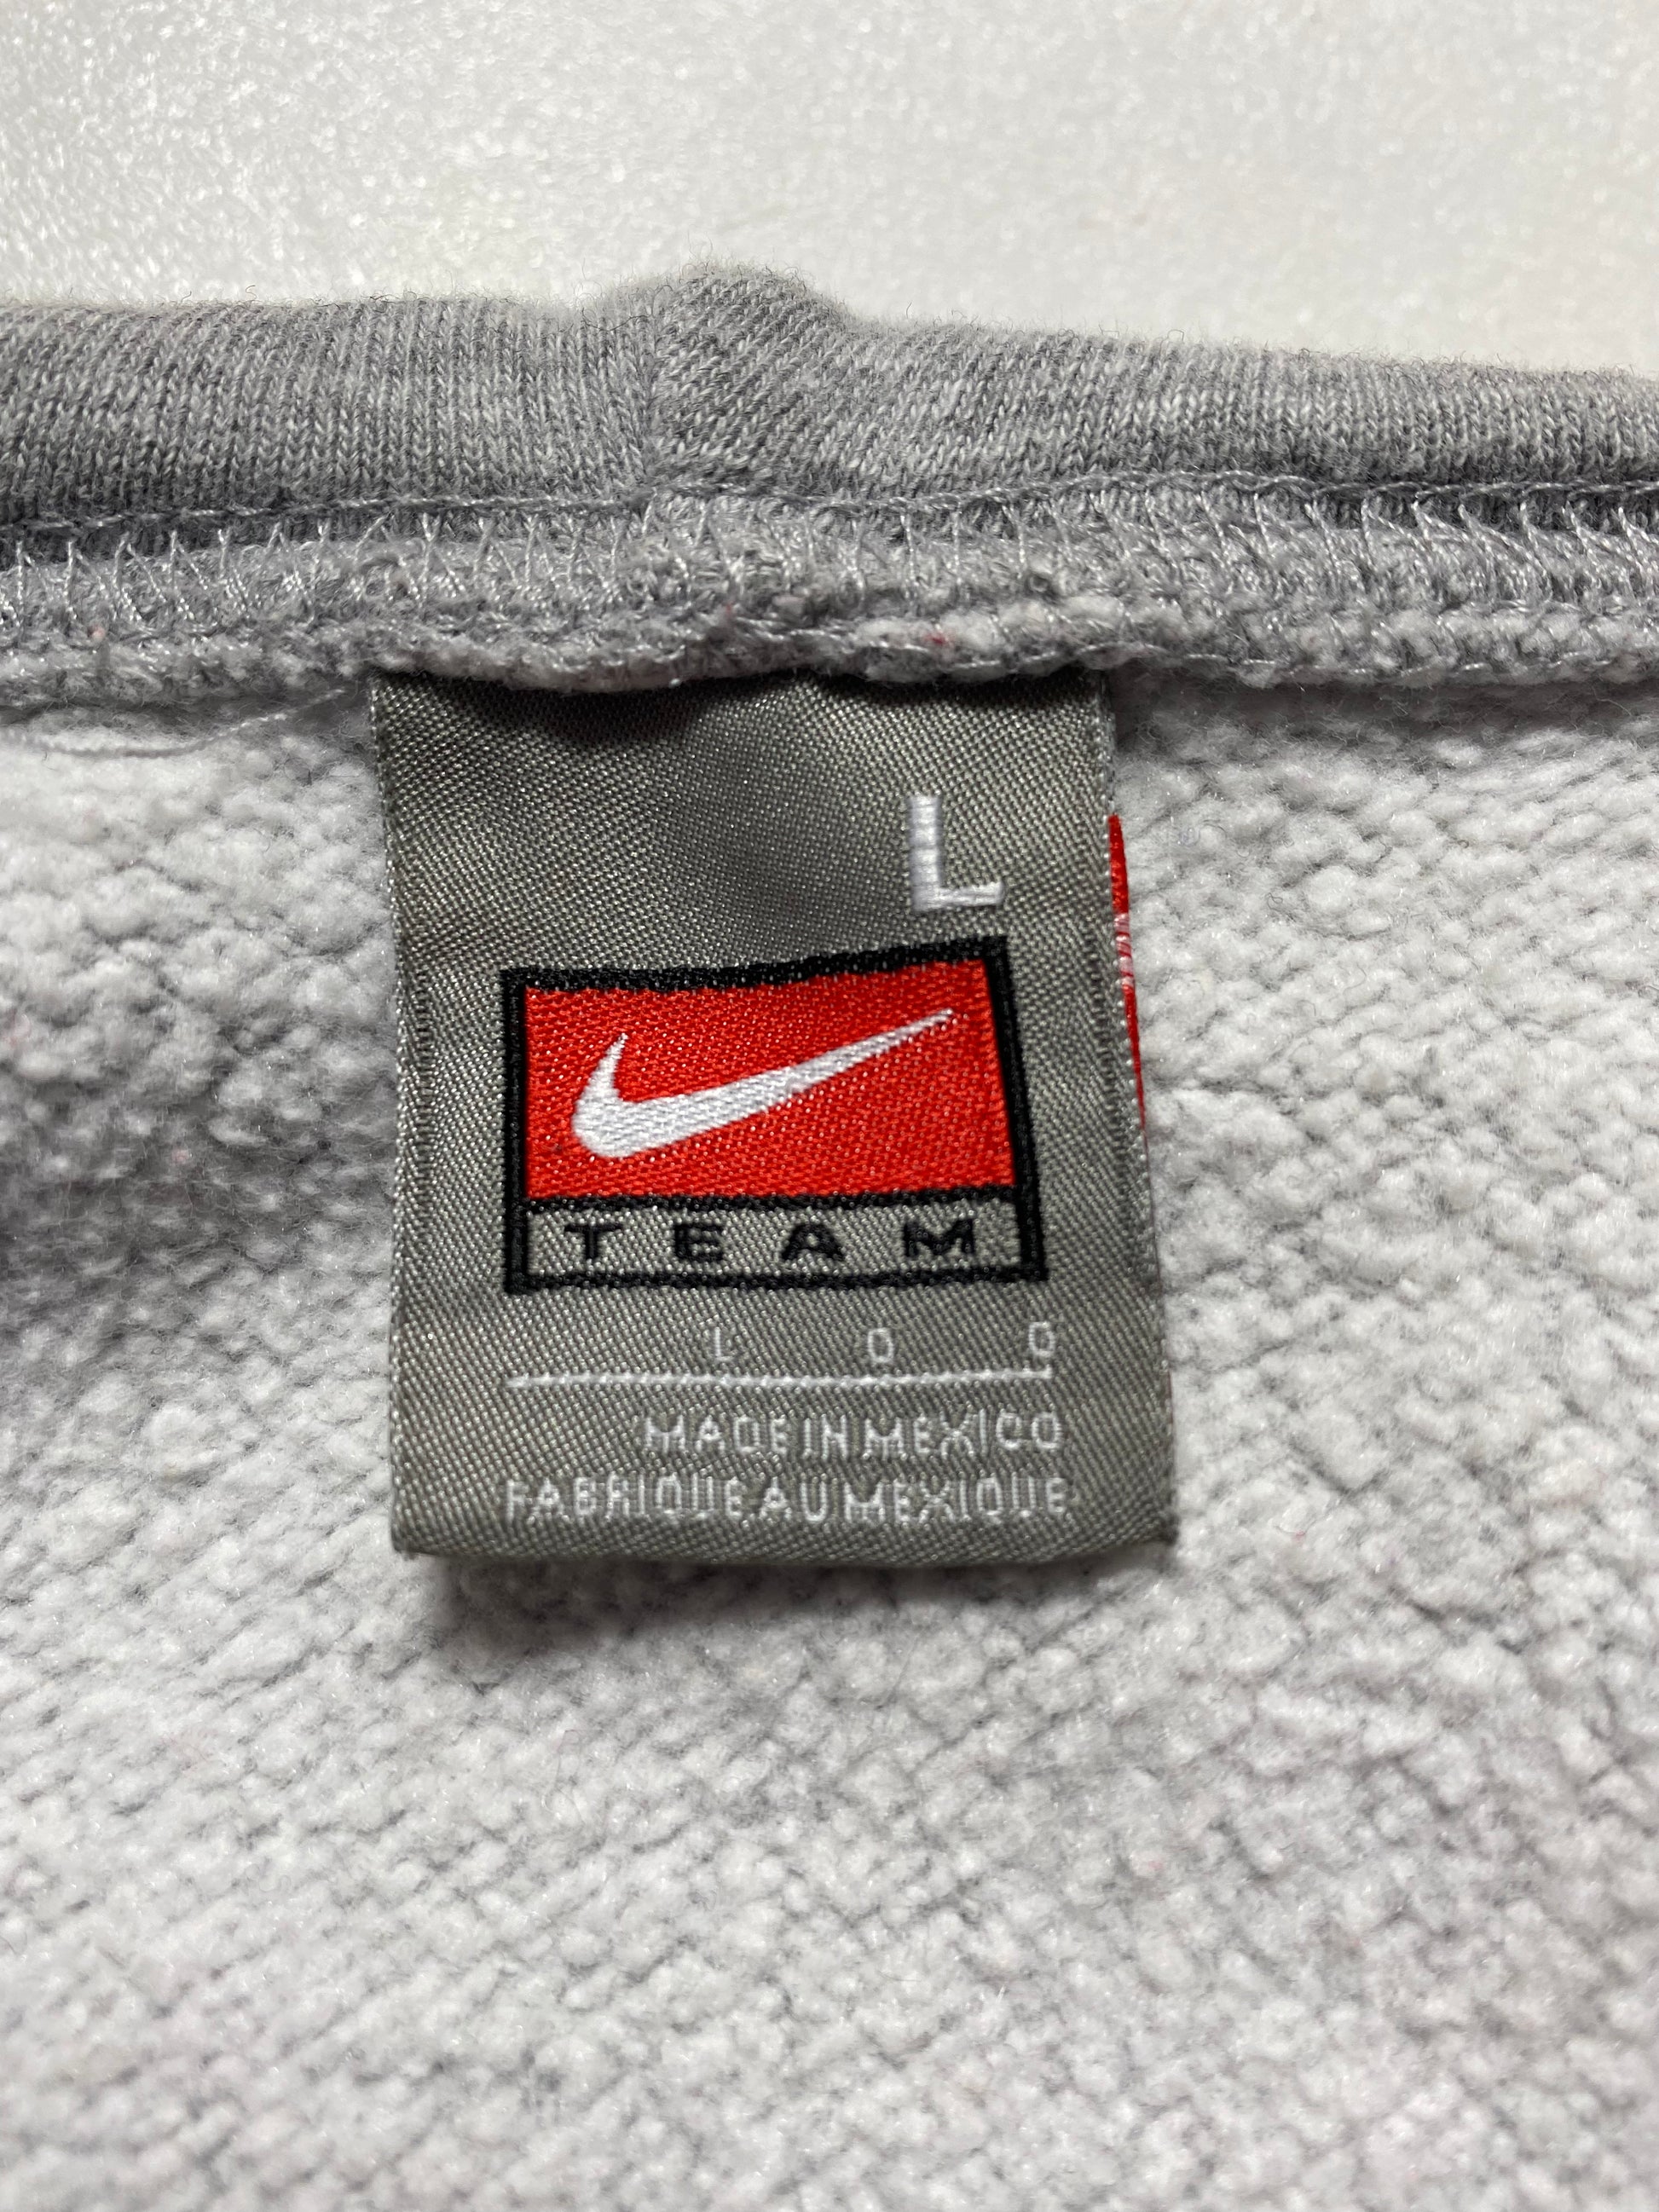 L
TEAM
L O G
MADE IN MEXICO
FABRIQUE AU MEXIQUE